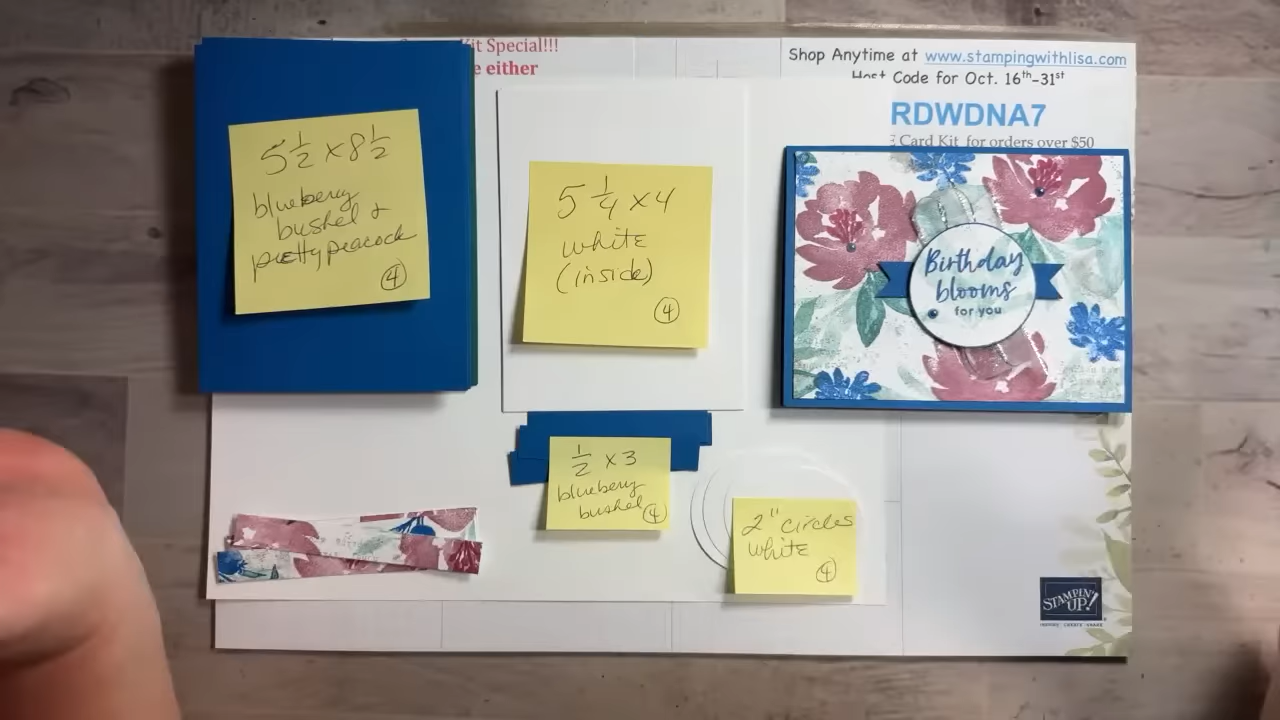 it Special!!!
e either
Shop Anytime at www.stampingwithlisa.com
Host Code for Oct. 16th-31st
RDWDNA7
E Card Kit for orders over $50
5 1/2 x 8 1/2
blueberry
bushel &
pretty peacock
4
5 1/4 x 4
white
(inside)
4
Birthday
blooms
for you
1/2 x 3
blueberry
bushel 4
2" circles
white
4
STAMPIN'
UP!